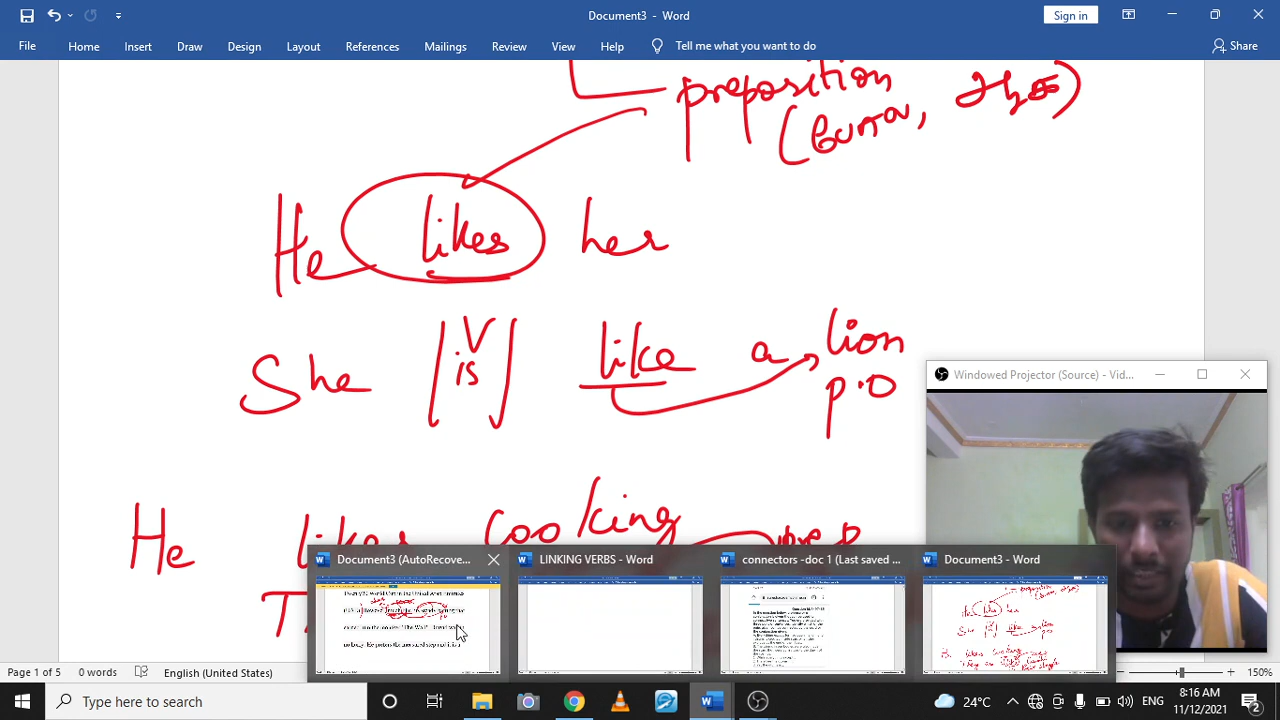 Document3 - Word
Sign in
File Home Insert Draw Design Layout References Mailings Review View Help Tell me what you want to do Share
preposition
He likes her
V
She is like a lion
p.o
He likes cooking prep
Windowed Projector (Source) - Vid...
Document3 (AutoRecove... LINKING VERBS - Word connectors -doc 1 (Last saved ... Document3 - Word
Page 1 of 2 0 words English (United States) 150%
Type here to search
24°C ENG
8:16 AM
11/12/2021
2